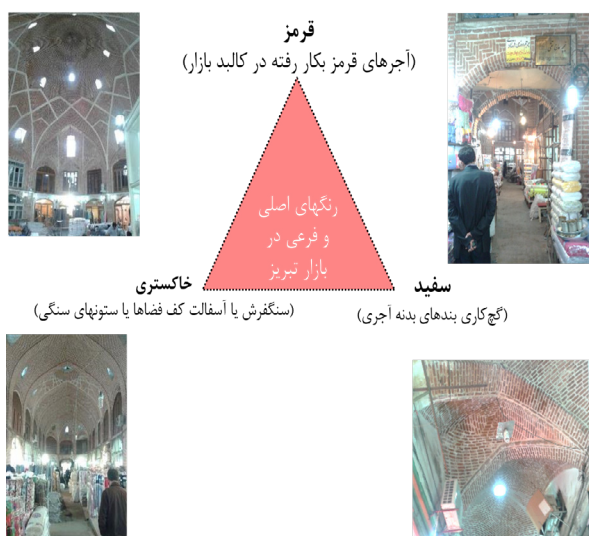 قرمز
(آجرهای قرمز بکار رفته در کالبد بازار)
رنگهای اصلی
و فرعی در
بازار تبریز
سفید
(گچ‌کاری بندهای بدنه آجری)
خاکستری
(سنگفرش یا آسفالت کف فضاها یا ستونهای سنگی)